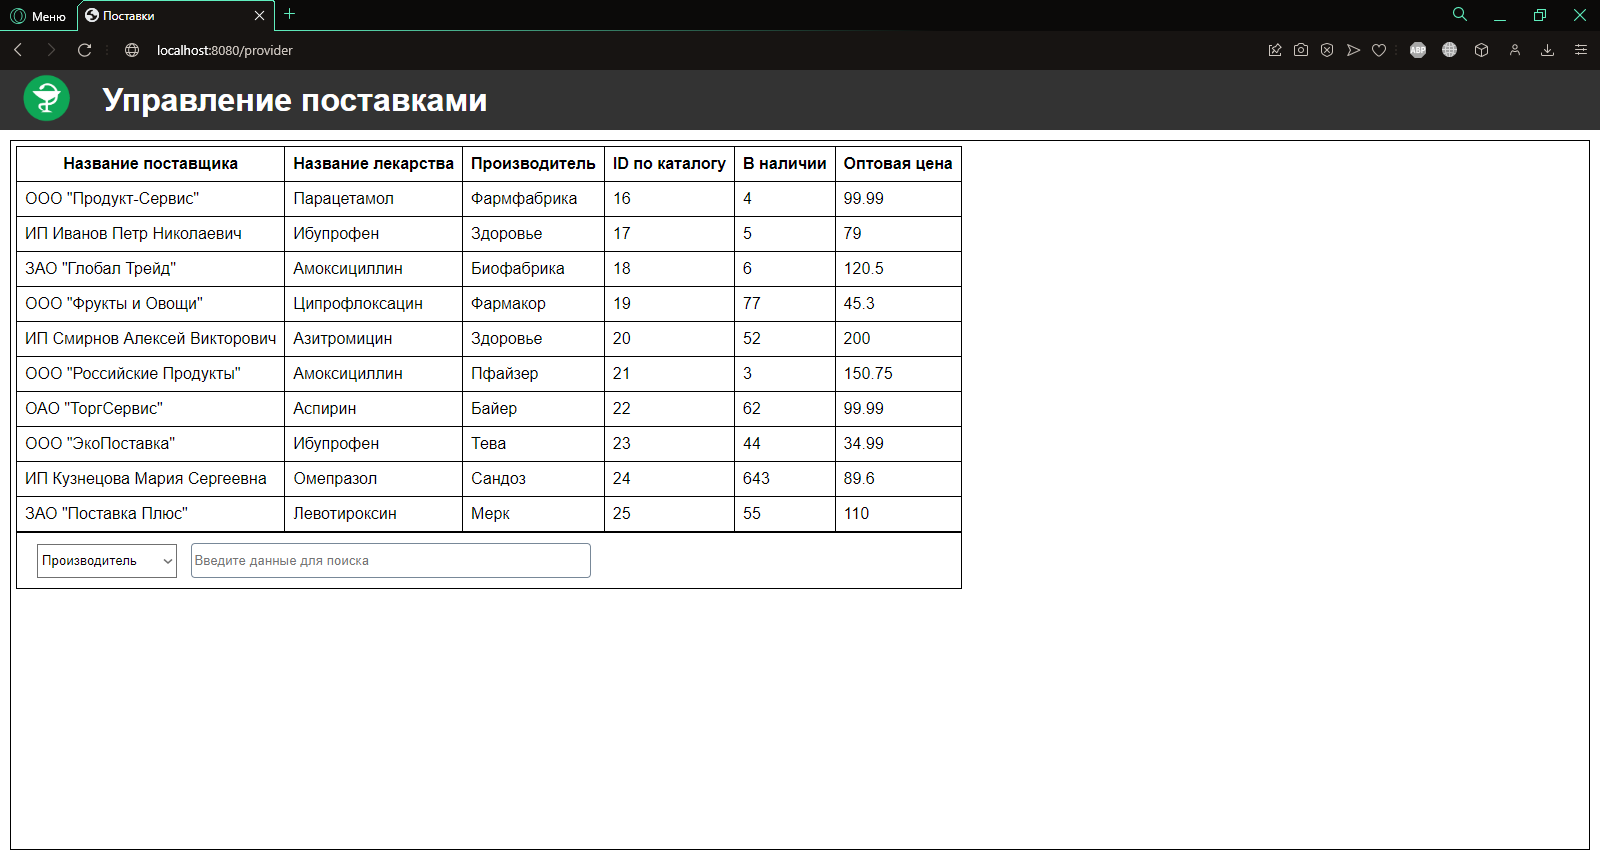 Меню
Поставки
localhost:8080/provider
ABP
Управление поставками
Название поставщика Название лекарства Производитель ID по каталогу В наличии Оптовая цена
ООО "Продукт-Сервис" Парацетамол Фармфабрика 16 4 99.99
ИП Иванов Петр Николаевич Ибупрофен Здоровье 17 5 79
ЗАО "Глобал Трейд" Амоксициллин Биофабрика 18 6 120.5
ООО "Фрукты и Овощи" Ципрофлоксацин Фармакор 19 77 45.3
ИП Смирнов Алексей Викторович Азитромицин Здоровье 20 52 200
ООО "Российские Продукты" Амоксициллин Пфайзер 21 3 150.75
ОАО "ТоргСервис" Аспирин Байер 22 62 99.99
ООО "ЭкоПоставка" Ибупрофен Тева 23 44 34.99
ИП Кузнецова Мария Сергеевна Омепразол Сандоз 24 643 89.6
ЗАО "Поставка Плюс" Левотироксин Мерк 25 55 110
Производитель Введите данные для поиска